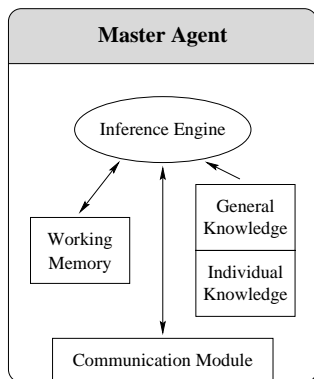 Master Agent
Inference Engine
General
Knowledge
Working
Memory
Individual
Knowledge
Communication Module